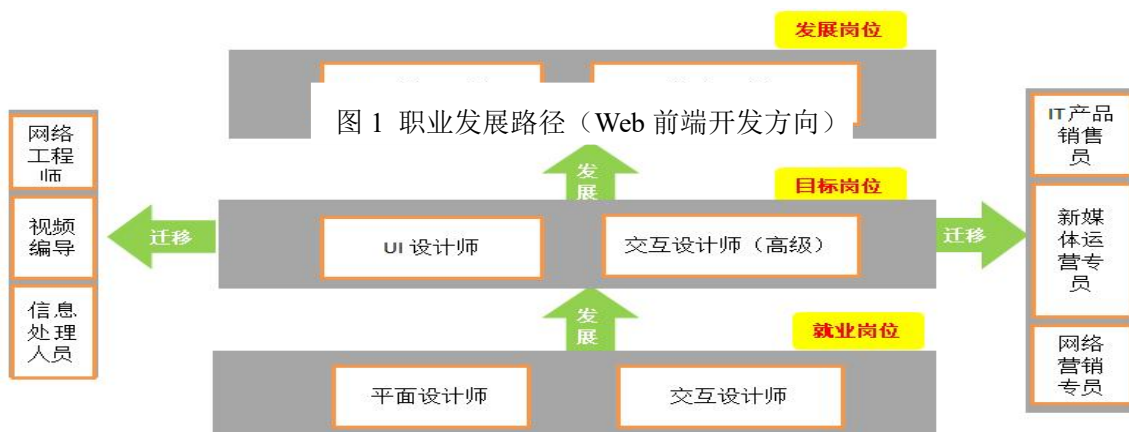 发展岗位
图 1 职业发展路径（Web 前端开发方向）
网络
工程
师
视频
编导
信息
处理
人员
迁移
发
展
目标岗位
UI 设计师
交互设计师（高级）
发
展
就业岗位
平面设计师
交互设计师
迁移
IT产品
销售
员
新媒
体运
营专
员
网络
营销
专员